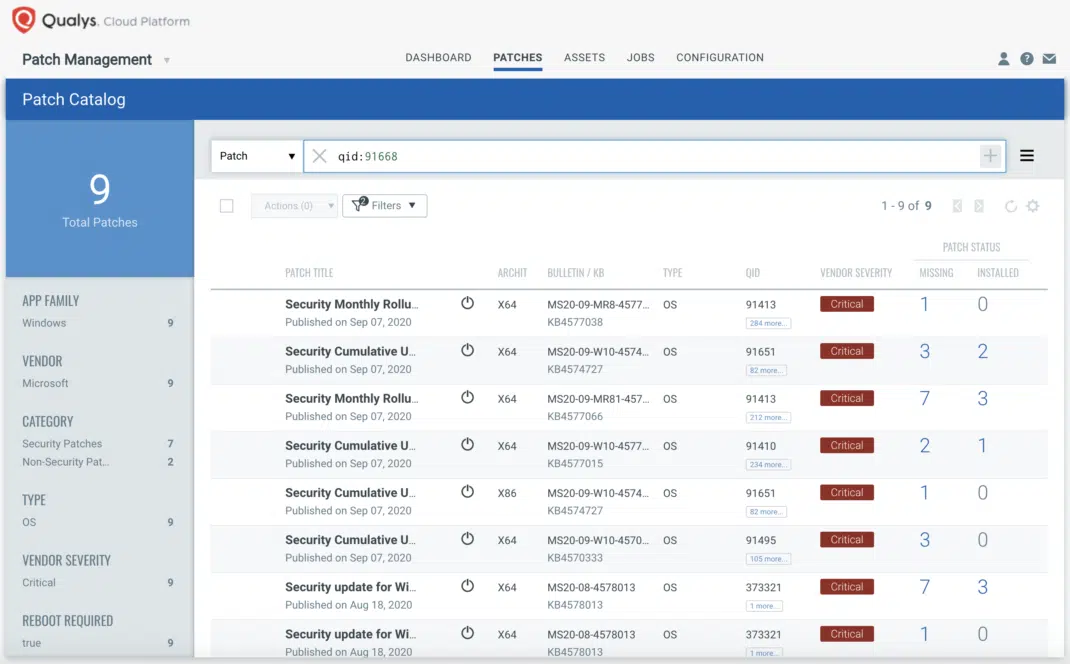 Qualys. Cloud Platform
Patch Management
DASHBOARD PATCHES ASSETS JOBS CONFIGURATION
Patch Catalog
9
Total Patches
APP FAMILY
Windows 9
VENDOR
Microsoft 9
CATEGORY
Security Patches 7
Non-Security Pat... 2
TYPE
OS 9
VENDOR SEVERITY
Critical 9
REBOOT REQUIRED
true 9
Patch qid:91668
Actions (0) 2 Filters 1 - 9 of 9
PATCH STATUS
PATCH TITLE ARCHIT BULLETIN / KB TYPE QID VENDOR SEVERITY MISSING INSTALLED
Security Monthly Rollu... X64 MS20-09-MR8-4577... OS 91413 Critical 1 0
Published on Sep 07, 2020 KB4577038 284 more...
Security Cumulative U... X64 MS20-09-W10-4574... OS 91651 Critical 3 2
Published on Sep 07, 2020 KB4574727 82 more...
Security Monthly Rollu... X64 MS20-09-MR81-457... OS 91413 Critical 7 3
Published on Sep 07, 2020 KB4577066 212 more...
Security Cumulative U... X64 MS20-09-W10-4577... OS 91410 Critical 2 1
Published on Sep 07, 2020 KB4577015 234 more...
Security Cumulative U... X86 MS20-09-W10-4574... OS 91651 Critical 1 0
Published on Sep 07, 2020 KB4574727 82 more...
Security Cumulative U... X64 MS20-09-W10-4570... OS 91495 Critical 3 0
Published on Sep 07, 2020 KB4570333 105 more...
Security update for Wi... X64 MS20-08-4578013 OS 373321 Critical 7 3
Published on Aug 18, 2020 KB4578013 1 more...
Security update for Wi... X64 MS20-08-4578013 OS 373321 Critical 1 0
Published on Aug 18, 2020 KB4578013 1 more...